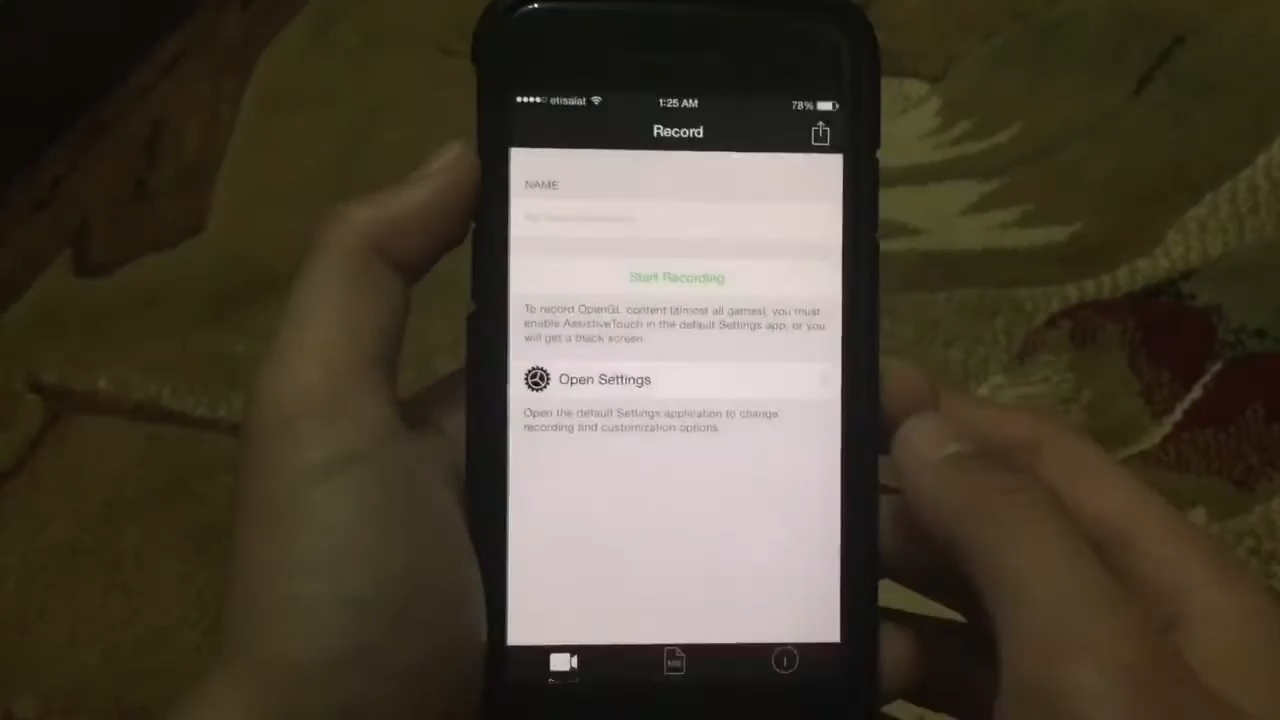 etisalat
1:25 AM
78%
Record
NAME
Start Recording
To record OpenGL content (almost all games), you must
enable AssistiveTouch in the default Settings app, or you
will get a black screen.
Open Settings
Open the default Settings application to change
recording and custumization options.